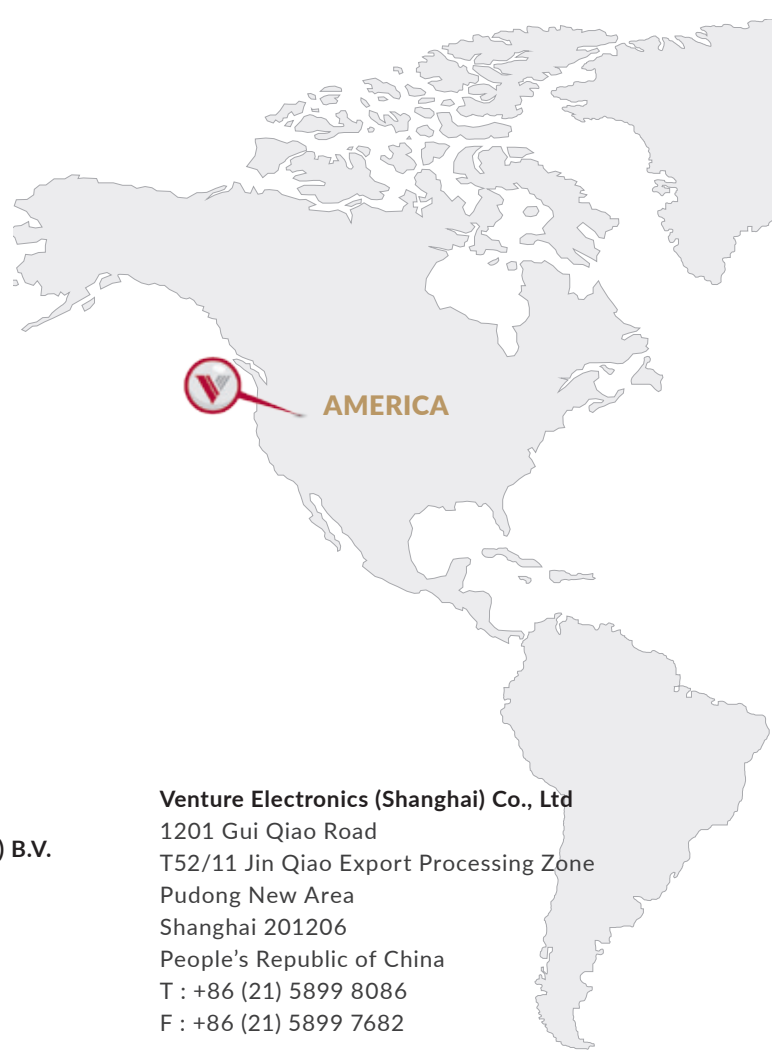 AMERICA
) B.V.
Venture Electronics (Shanghai) Co., Ltd
1201 Gui Qiao Road
T52/11 Jin Qiao Export Processing Zone
Pudong New Area
Shanghai 201206
People’s Republic of China
T : +86 (21) 5899 8086
F : +86 (21) 5899 7682